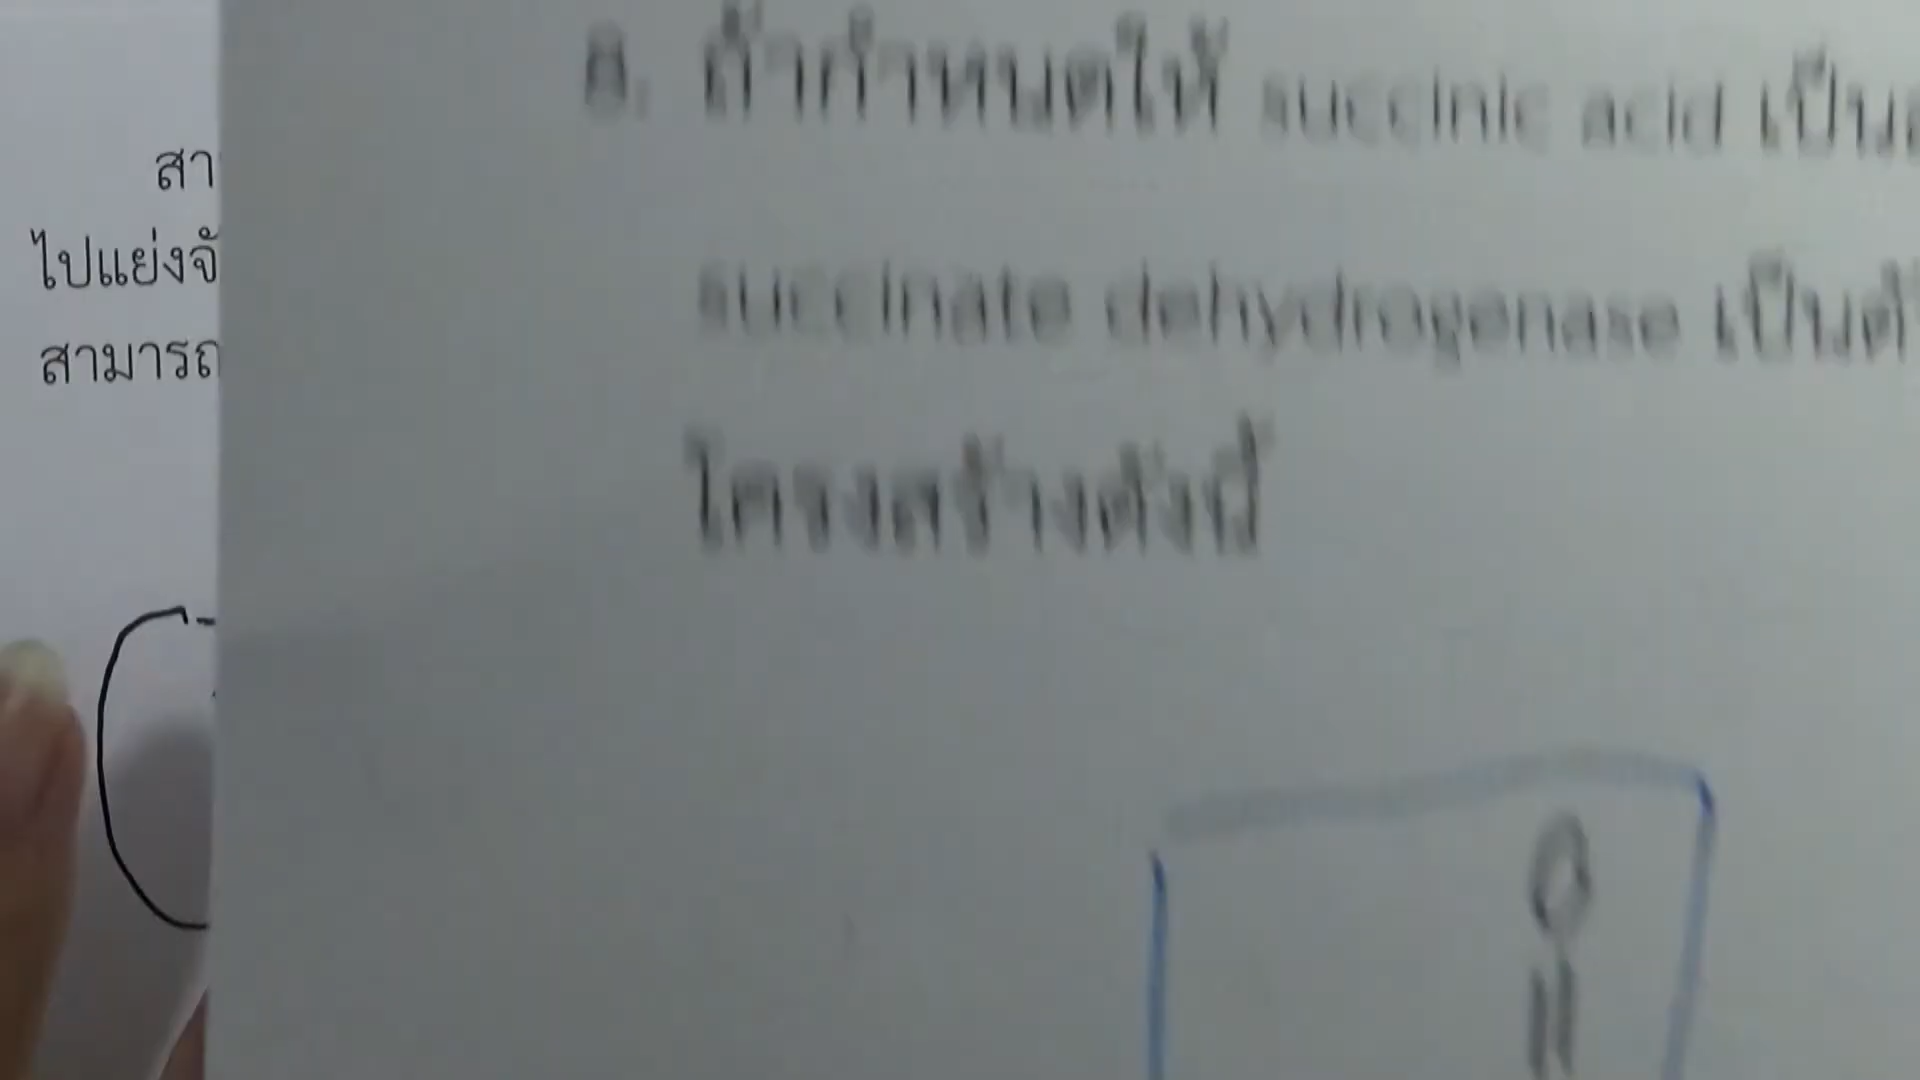 สา
ไปแย่งจั
สามารถ
8. ถ้ากำหนดให้ succinic acid เป็น
succinate dehydrogenase เป็นตั
โครงสร้างดังนี้
O